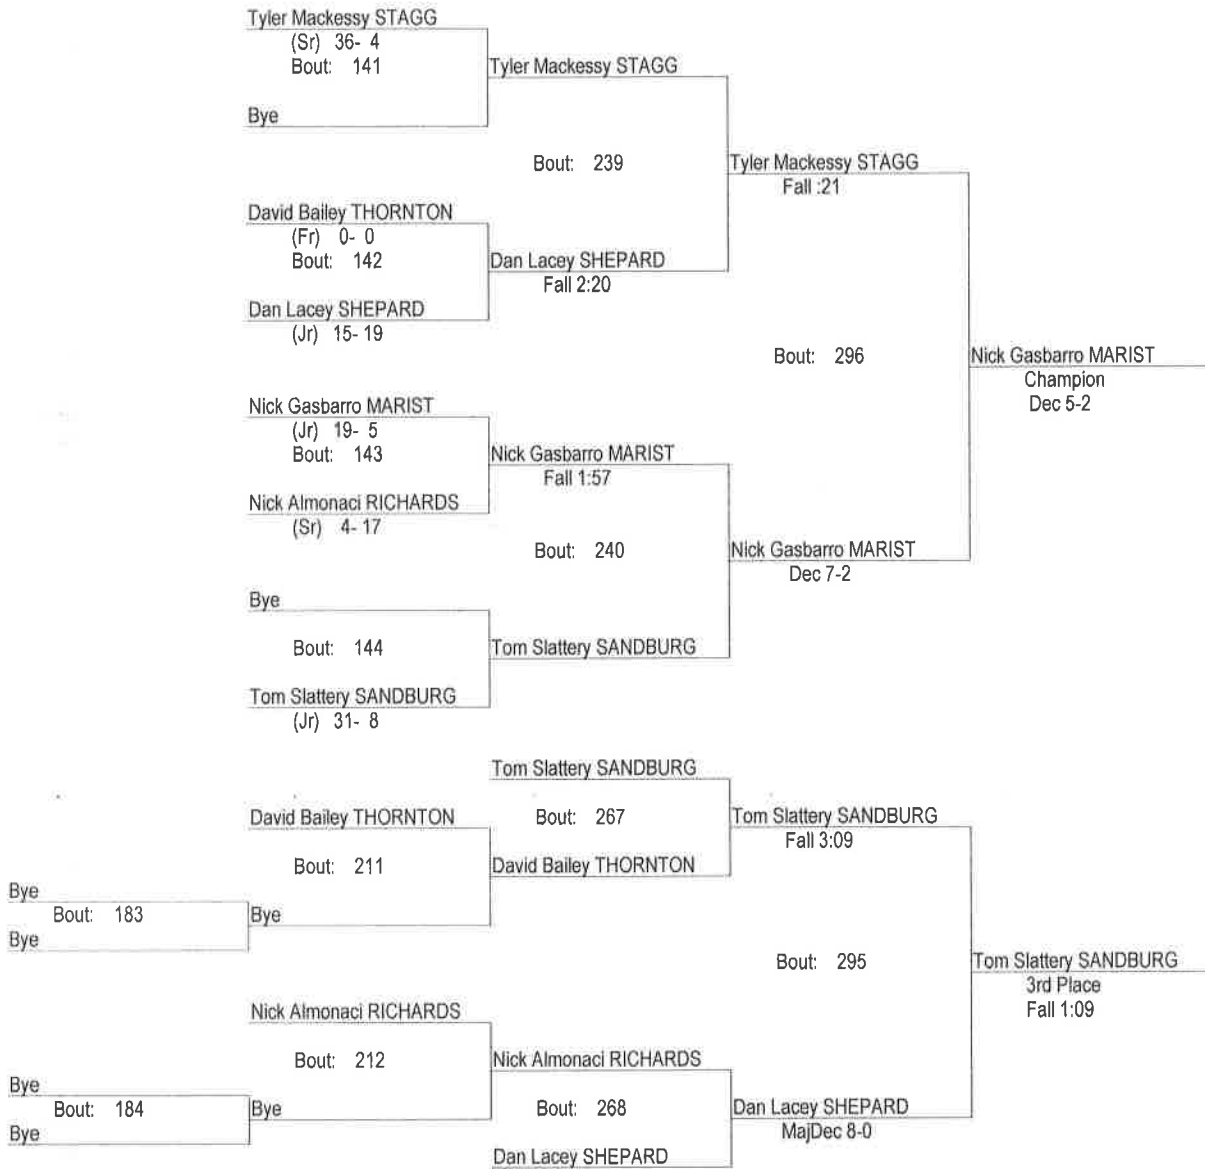 Tyler Mackessy STAGG
(Sr) 36- 4
Bout: 141
Tyler Mackessy STAGG
Bye
Bout: 239
Tyler Mackessy STAGG
Fall :21
David Bailey THORNTON
(Fr) 0- 0
Bout: 142
Dan Lacey SHEPARD
Fall 2:20
Dan Lacey SHEPARD
(Jr) 15- 19
Bout: 296
Nick Gasbarro MARIST
Champion
Dec 5-2
Nick Gasbarro MARIST
(Jr) 19- 5
Bout: 143
Nick Gasbarro MARIST
Fall 1:57
Nick Almonaci RICHARDS
(Sr) 4- 17
Bout: 240
Nick Gasbarro MARIST
Dec 7-2
Bye
Bout: 144
Tom Slattery SANDBURG
Tom Slattery SANDBURG
(Jr) 31- 8
Tom Slattery SANDBURG
David Bailey THORNTON
Bout: 267
Tom Slattery SANDBURG
Fall 3:09
Bout: 211
David Bailey THORNTON
Bye
Bout: 183
Bye
Bye
Bout: 295
Tom Slattery SANDBURG
3rd Place
Fall 1:09
Nick Almonaci RICHARDS
Bout: 212
Nick Almonaci RICHARDS
Bye
Bout: 184
Bye
Bout: 268
Dan Lacey SHEPARD
MajDec 8-0
Bye
Dan Lacey SHEPARD